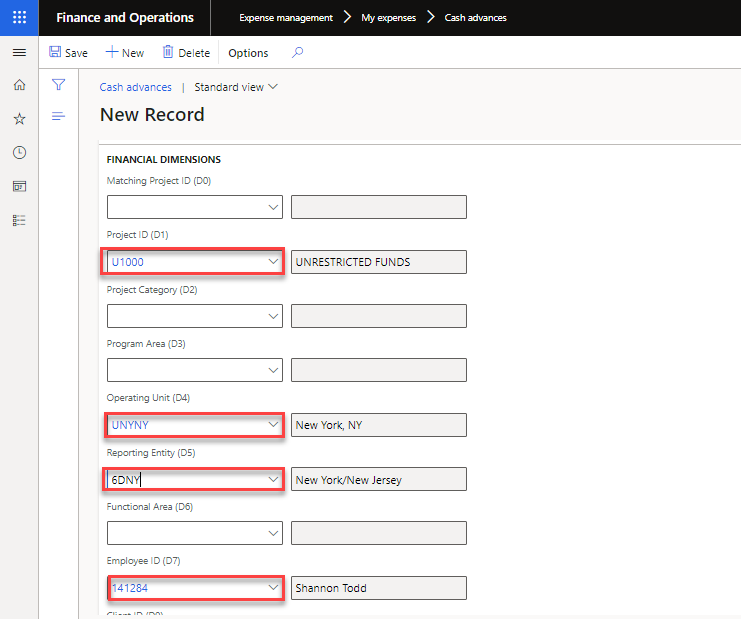 Finance and Operations
Expense management > My expenses > Cash advances
Save New Delete Options
Cash advances | Standard view
New Record
FINANCIAL DIMENSIONS
Matching Project ID (D0)
Project ID (D1)
U1000 UNRESTRICTED FUNDS
Project Category (D2)
Program Area (D3)
Operating Unit (D4)
UNYNY New York, NY
Reporting Entity (D5)
6DNY New York/New Jersey
Functional Area (D6)
Employee ID (D7)
141284 Shannon Todd